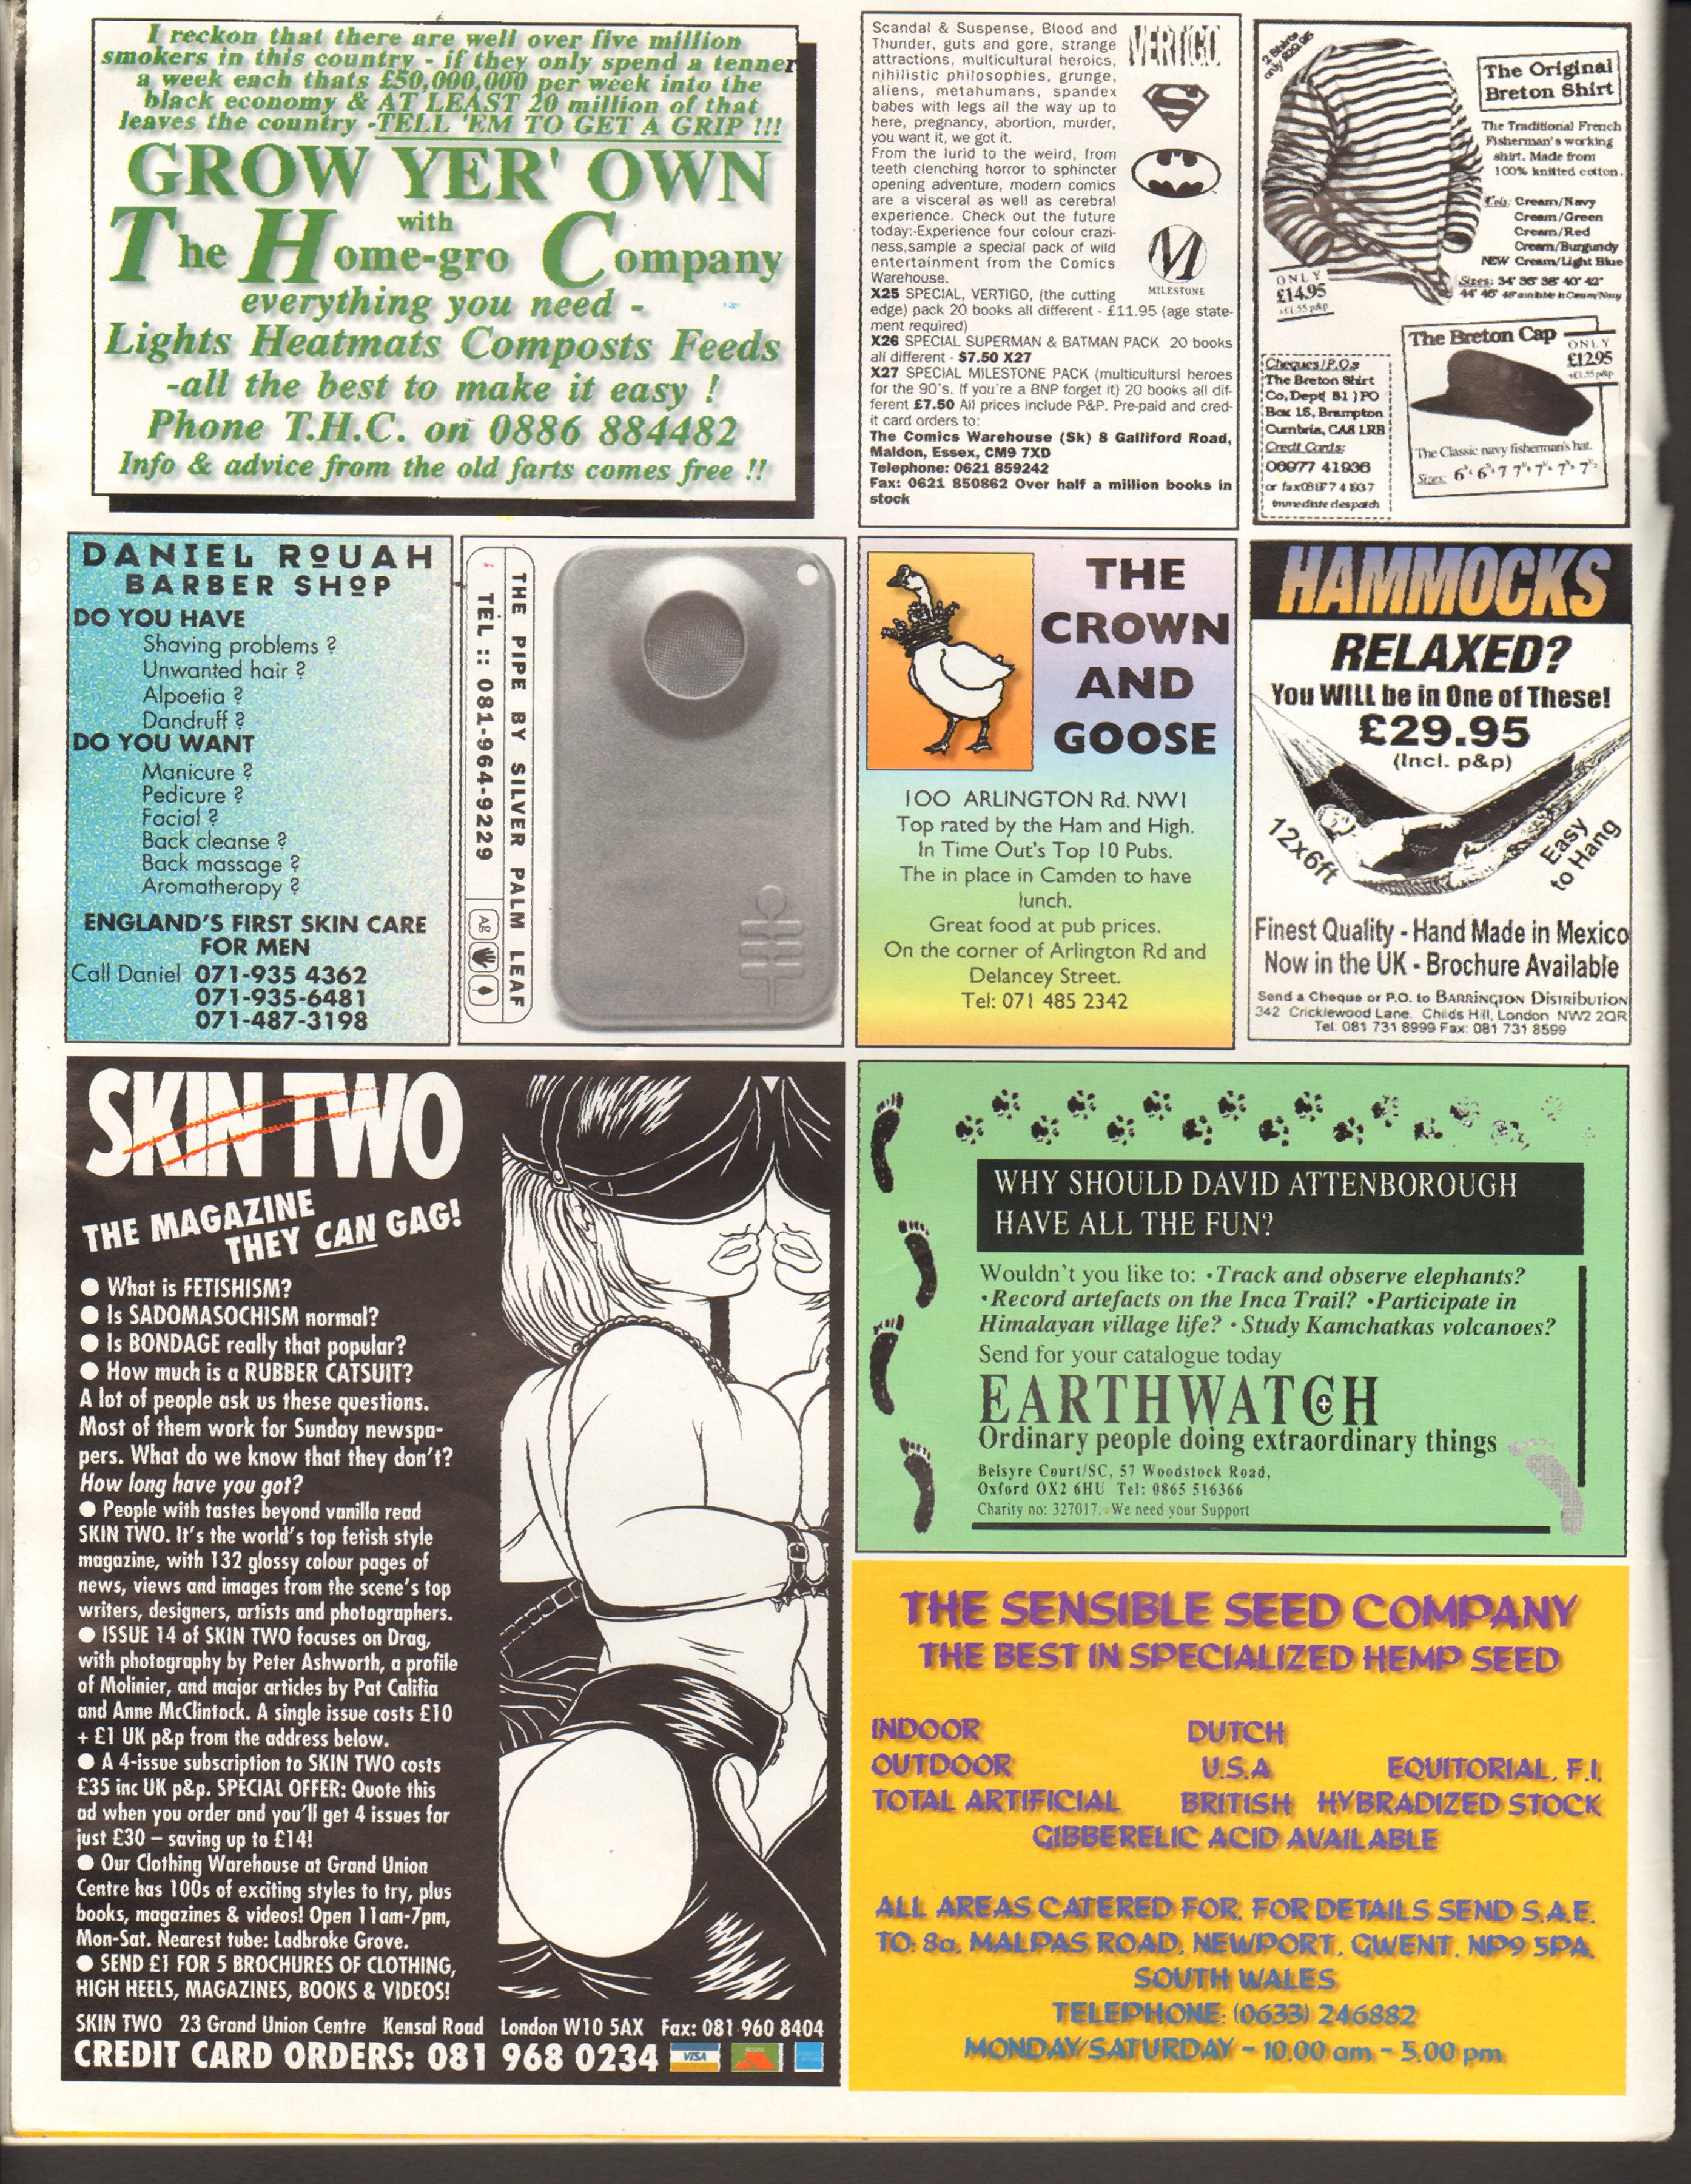 I reckon that there are well over five million
smokers in this country - if they only spend a tenner
a week each thats £50,000,000 per week into the
black economy & AT LEAST 20 million of that
leaves the country -TELL 'EM TO GET A GRIP !!!
GROW YER' OWN
with
The Home-gro Company
everything you need -
Lights Heatmats Composts Feeds
-all the best to make it easy !
Phone T.H.C. on 0886 884482
Info & advice from the old farts comes free !!
Scandal & Suspense, Blood and
Thunder, guts and gore, strange
attractions, multicultural heroics,
nihilistic philosophies, grunge,
aliens, metahumans, spandex
babes with legs all the way up to
here, pregnancy, abortion, murder,
you want it, we got it.
From the lurid to the weird, from
teeth clenching horror to sphincter
opening adventure, modern comics
are a visceral as well as cerebral
experience. Check out the future
today:-Experience four colour crazi-
ness,sample a special pack of wild
entertainment from the Comics
Warehouse.
VERTIGO
S
M
MILESTONE
X25 SPECIAL, VERTIGO, (the cutting
edge) pack 20 books all different - £11.95 (age state-
ment required)
X26 SPECIAL SUPERMAN & BATMAN PACK 20 books
all different - $7.50 X27
X27 SPECIAL MILESTONE PACK (multicultursl heroes
for the 90's. If you're a BNP forget it) 20 books all dif-
ferent £7.50 All prices include P&P. Pre-paid and cred-
it card orders to:
The Comics Warehouse (Sk) 8 Galliford Road,
Maldon, Essex, CM9 7XD
Telephone: 0621 859242
Fax: 0621 850862 Over half a million books in
stock
2 Shirts
only £29.95
The Original
Breton Shirt
The Traditional French
Fisherman's working
shirt. Made from
100% knitted cotton.
Cols: Cream/Navy
Cream/Green
Cream/Red
Cream/Burgundy
NEW Cream/Light Blue
Sizes: 34" 36" 38" 40" 42"
44" 46" 48" available in Cream/Navy
ONLY
£14.95
+£1.55 p&p
The Breton Cap
ONLY
£12.95
+£1.55 p&p
The Classic navy fisherman's hat.
Sizes:
Cheques/P.O.s
The Breton Shirt
Co, Dept( S1 ) PO
Box 15, Brampton
Cumbria, CA8 1RB
Credit Cards:
06977 41936
or fax
immediate despatch
DANIEL ROUAH
BARBER SHOP
DO YOU HAVE
Shaving problems ?
Unwanted hair ?
Alpoetia ?
Dandruff ?
DO YOU WANT
Manicure ?
Pedicure ?
Facial ?
Back cleanse ?
Back massage ?
Aromatherapy ?
ENGLAND'S FIRST SKIN CARE
FOR MEN
Call Daniel 071-935 4362
071-935-6481
071-487-3198
THE PIPE BY SILVER PALM LEAF
TEL :: 081-964-9229
Ag
THE
CROWN
AND
GOOSE
100 ARLINGTON Rd. NW1
Top rated by the Ham and High.
In Time Out's Top 10 Pubs.
The in place in Camden to have
lunch.
Great food at pub prices.
On the corner of Arlington Rd and
Delancey Street.
Tel: 071 485 2342
HAMMOCKS
RELAXED?
You WILL be in One of These!
£29.95
(Incl. p&p)
12x6ft
Easy
to Hang
Finest Quality - Hand Made in Mexico
Now in the UK - Brochure Available
Send a Cheque or P.O. to BARRINGTON DISTRIBUTION
342 Cricklewood Lane. Childs Hill, London NW2 2QR
Tel: 081 731 8999 Fax: 081 731 8599
SKIN TWO
THE MAGAZINE
THEY CAN GAG!
● What is FETISHISM?
● Is SADOMASOCHISM normal?
● Is BONDAGE really that popular?
● How much is a RUBBER CATSUIT?
A lot of people ask us these questions.
Most of them work for Sunday newspa-
pers. What do we know that they don't?
How long have you got?
● People with tastes beyond vanilla read
SKIN TWO. It's the world's top fetish style
magazine, with 132 glossy colour pages of
news, views and images from the scene's top
writers, designers, artists and photographers.
● ISSUE 14 of SKIN TWO focuses on Drag,
with photography by Peter Ashworth, a profile
of Molinier, and major articles by Pat Califia
and Anne McClintock. A single issue costs £10
+ £1 UK p&p from the address below.
● A 4-issue subscription to SKIN TWO costs
£35 inc UK p&p. SPECIAL OFFER: Quote this
ad when you order and you'll get 4 issues for
just £30 – saving up to £14!
● Our Clothing Warehouse at Grand Union
Centre has 100s of exciting styles to try, plus
books, magazines & videos! Open 11am-7pm,
Mon-Sat. Nearest tube: Ladbroke Grove.
● SEND £1 FOR 5 BROCHURES OF CLOTHING,
HIGH HEELS, MAGAZINES, BOOKS & VIDEOS!
SKIN TWO 23 Grand Union Centre Kensal Road London W10 5AX Fax: 081 960 8404
CREDIT CARD ORDERS: 081 968 0234 VISA
WHY SHOULD DAVID ATTENBOROUGH
HAVE ALL THE FUN?
Wouldn't you like to: •Track and observe elephants?
•Record artefacts on the Inca Trail? •Participate in
Himalayan village life? •Study Kamchatkas volcanoes?
Send for your catalogue today
EARTHWATCH
Ordinary people doing extraordinary things
Belsyre Court/SC, 57 Woodstock Road,
Oxford OX2 6HU Tel: 0865 516366
Charity no: 327017. We need your Support
THE SENSIBLE SEED COMPANY
THE BEST IN SPECIALIZED HEMP SEED
INDOOR DUTCH
OUTDOOR U.S.A EQUITORIAL, F.I.
TOTAL ARTIFICIAL BRITISH HYBRADIZED STOCK
GIBBERELIC ACID AVAILABLE
ALL AREAS CATERED FOR. FOR DETAILS SEND S.A.E.
TO: 8a, MALPAS ROAD, NEWPORT, GWENT. NP9 5PA.
SOUTH WALES
TELEPHONE: (0633) 246882
MONDAY/SATURDAY - 10.00 am - 5.00 pm